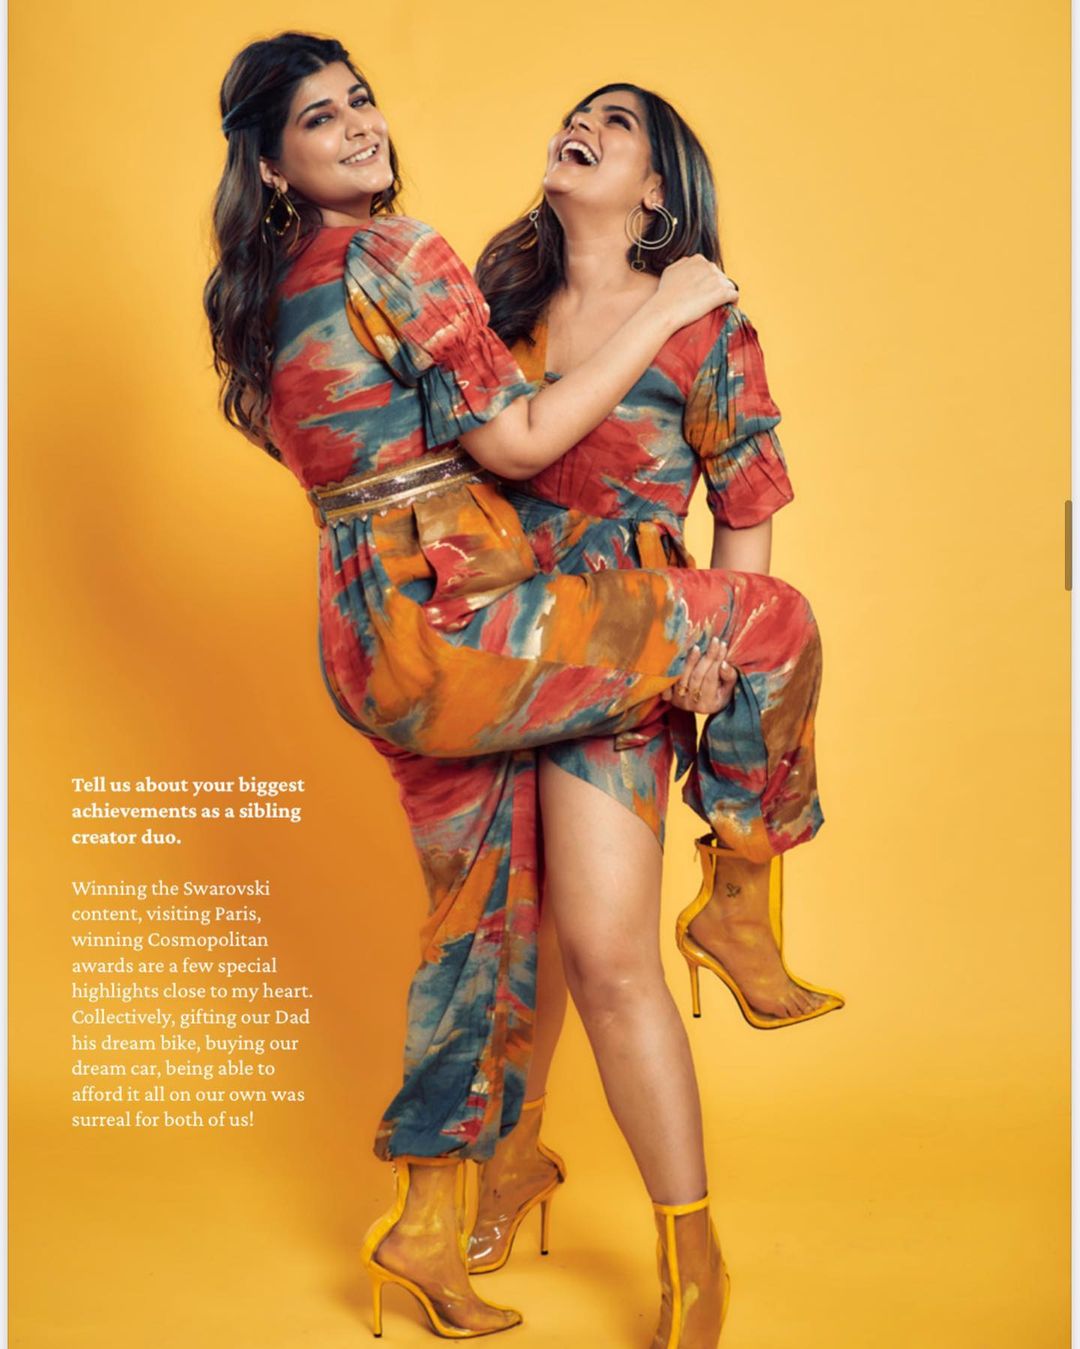 Tell us about your biggest
achievements as a sibling
creator duo.
Winning the Swarovski
content, visiting Paris,
winning Cosmopolitan
awards are a few special
highlights close to my heart.
Collectively, gifting our Dad
his dream bike, buying our
dream car, being able to
afford it all on our own was
surreal for both of us!